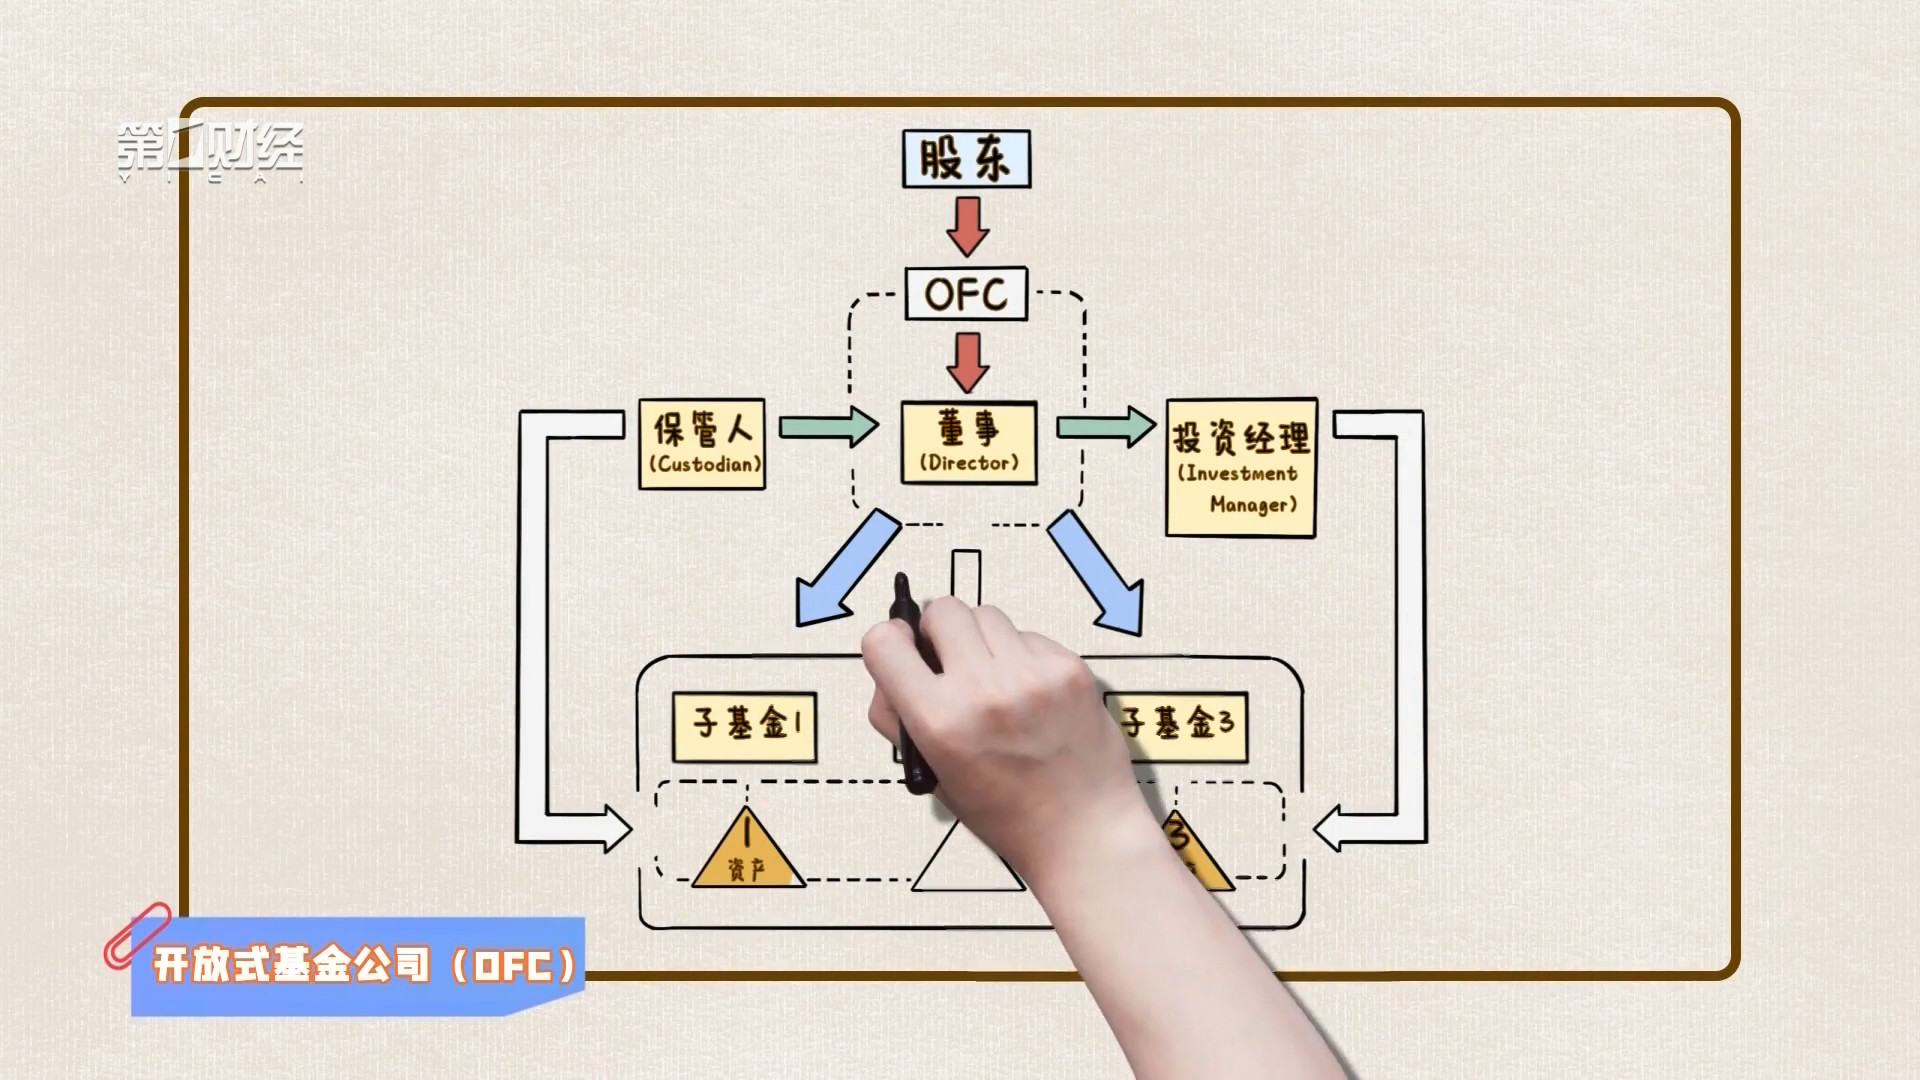 第一财经
YICAI
股东
OFC
保管人
(Custodian)
董事
(Director)
投资经理
(Investment
Manager)
子基金1
子基金3
1
资产
3
开放式基金公司（OFC）